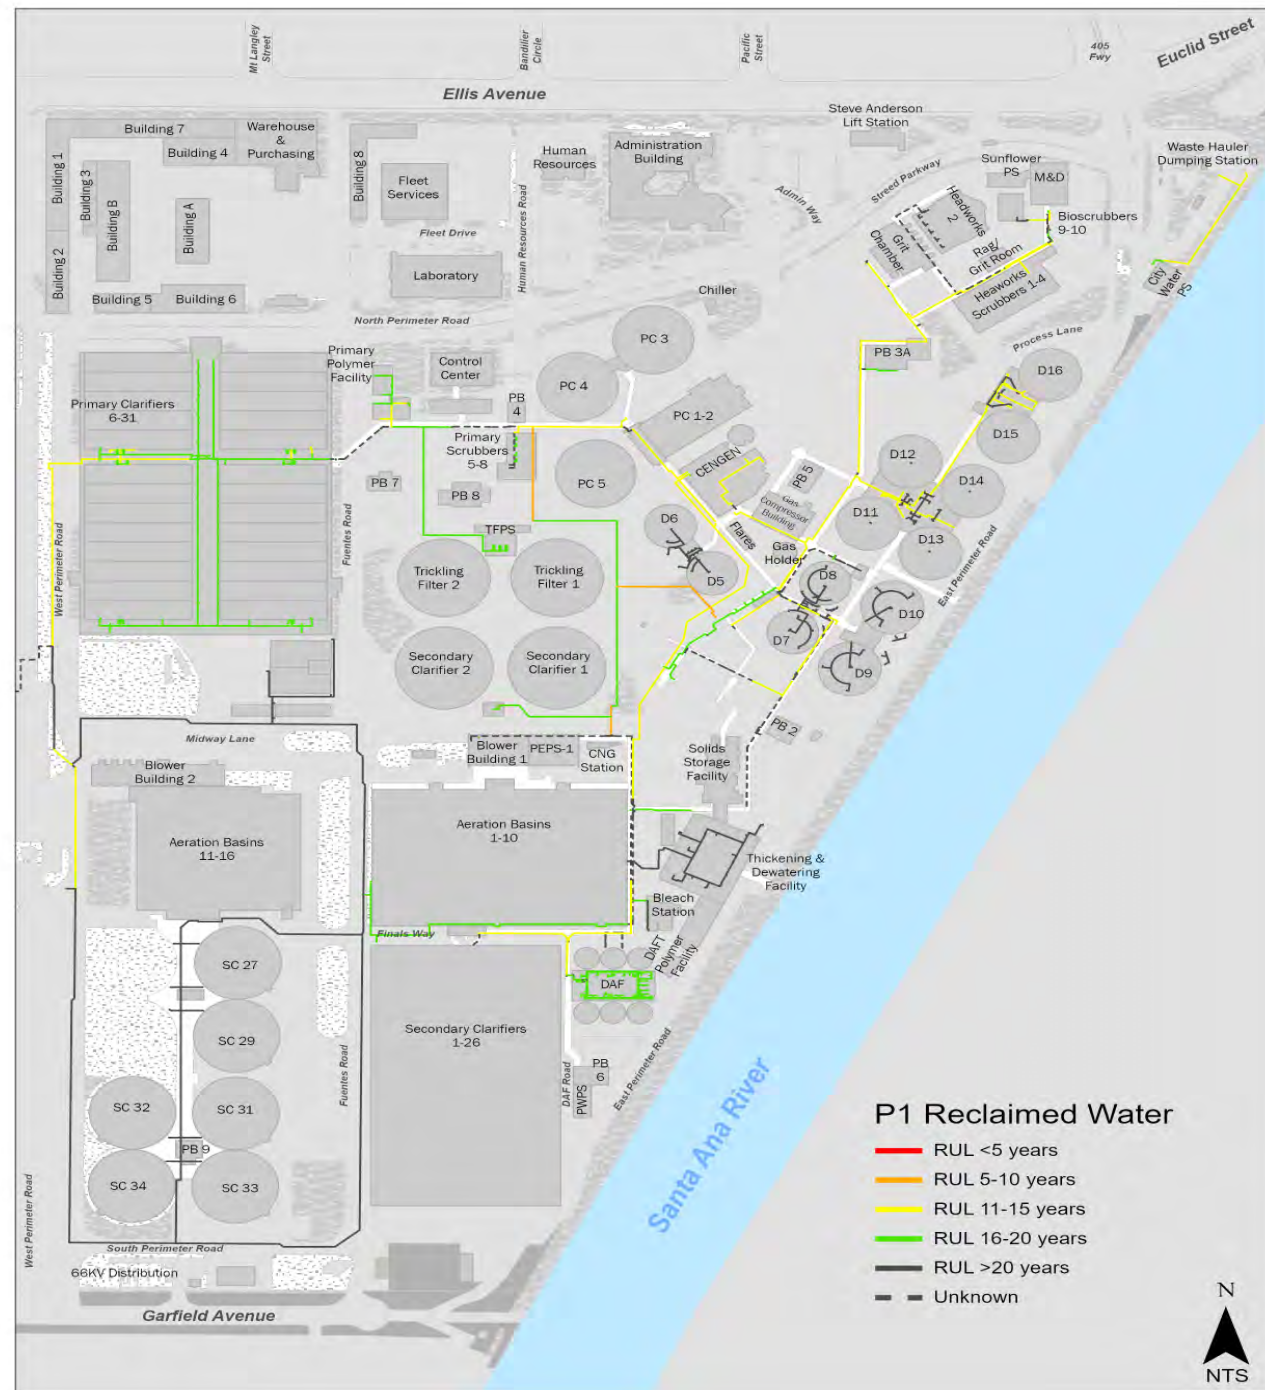 Mt Langley
Street
Bandilier
Circle
Pacific
Street
405
Fwy
Euclid Street
Ellis Avenue
Building 7
Warehouse
&
Purchasing
Building 4
Building 1
Building 3
Building B
Building A
Building 2
Building 5
Building 6
Building 8
Fleet
Services
Fleet Drive
Laboratory
Human Resources Road
Human
Resources
Administration
Building
Steve Anderson
Lift Station
Admin Way
Streed Parkway
Sunflower
PS
M&D
Waste Hauler
Dumping Station
Headworks
2
Bioscrubbers
9-10
Grit
Chamber
Rag/
Grit Room
Heaworks
Scrubbers 1-4
City
Water
PS
Chiller
North Perimeter Road
Process Lane
Primary
Polymer
Facility
Control
Center
PC 3
PC 4
PB
4
PC 1-2
PB 3A
D16
Primary Clarifiers
6-31
Primary
Scrubbers
5-8
PC 5
CENGEN
D15
D12
PB 7
PB 8
PB 5
D14
Gas
Compressor
Building
D11
D6
Flares
TFPS
D13
Gas
Holder
West Perimeter Road
Fuentes Road
Trickling
Filter 2
Trickling
Filter 1
D5
D8
East Perimeter Road
D10
D7
Secondary
Clarifier 2
Secondary
Clarifier 1
D9
PB 2
Midway Lane
Blower
Building 1
PEPS-1
CNG
Station
Solids
Storage
Facility
Blower
Building 2
Aeration Basins
11-16
Aeration Basins
1-10
Thickening &
Dewatering
Facility
Bleach
Station
Finals Way
DAFT
Polymer
Facility
SC 27
DAF
SC 29
Secondary Clarifiers
1-26
Fuentes Road
DAF Road
PWPS
PB
6
East Perimeter Road
SC 32
SC 31
PB 9
SC 34
SC 33
West Perimeter Road
South Perimeter Road
66KV Distribution
Garfield Avenue
Santa Ana River
P1 Reclaimed Water
RUL <5 years
RUL 5-10 years
RUL 11-15 years
RUL 16-20 years
RUL >20 years
Unknown
N
NTS